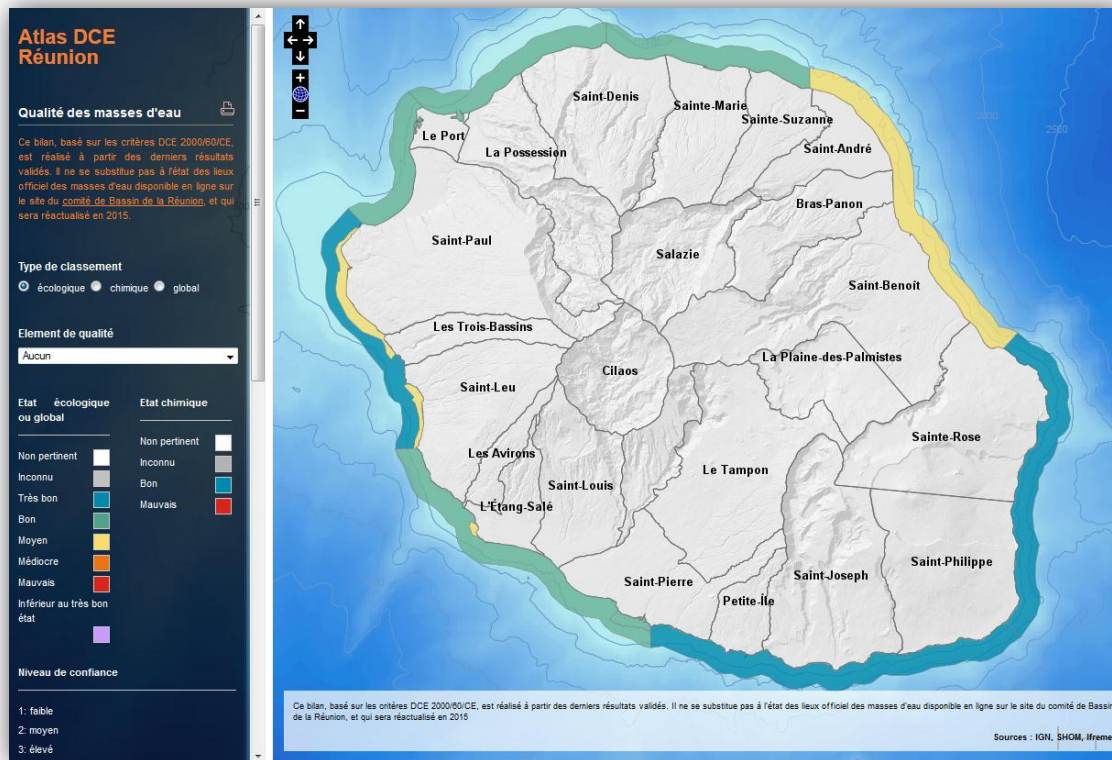 Atlas DCE
Réunion
Qualité des masses d'eau
Ce bilan, basé sur les critères DCE 2000/60/CE,
est réalisé à partir des derniers résultats
validés. Il ne se substitue pas à l'état des lieux
officiel des masses d'eau disponible en ligne sur
le site du comité de Bassin de la Réunion, et qui
sera réactualisé en 2015.
Type de classement
écologique chimique global
Element de qualité
Aucun
Etat écologique
ou global
Non pertinent
Inconnu
Très bon
Bon
Moyen
Médiocre
Mauvais
Inférieur au très bon
état
Etat chimique
Non pertinent
Inconnu
Bon
Mauvais
Niveau de confiance
1: faible
2: moyen
3: élevé
Saint-Denis
Sainte-Marie
Sainte-Suzanne
Le Port
La Possession
Saint-André
Bras-Panon
Saint-Paul
Salazie
Saint-Benoît
Les Trois-Bassins
La Plaine-des-Palmistes
Cilaos
Saint-Leu
Sainte-Rose
Les Avirons
Le Tampon
Saint-Louis
L'Étang-Salé
Saint-Philippe
Saint-Pierre
Saint-Joseph
Petite-Île
2000
2500
Ce bilan, basé sur les critères DCE 2000/60/CE, est réalisé à partir des derniers résultats validés. Il ne se substitue pas à l'état des lieux officiel des masses d'eau disponible en ligne sur le site du comité de Bassin
de la Réunion, et qui sera réactualisé en 2015
Sources : IGN, SHOM, Ifreme